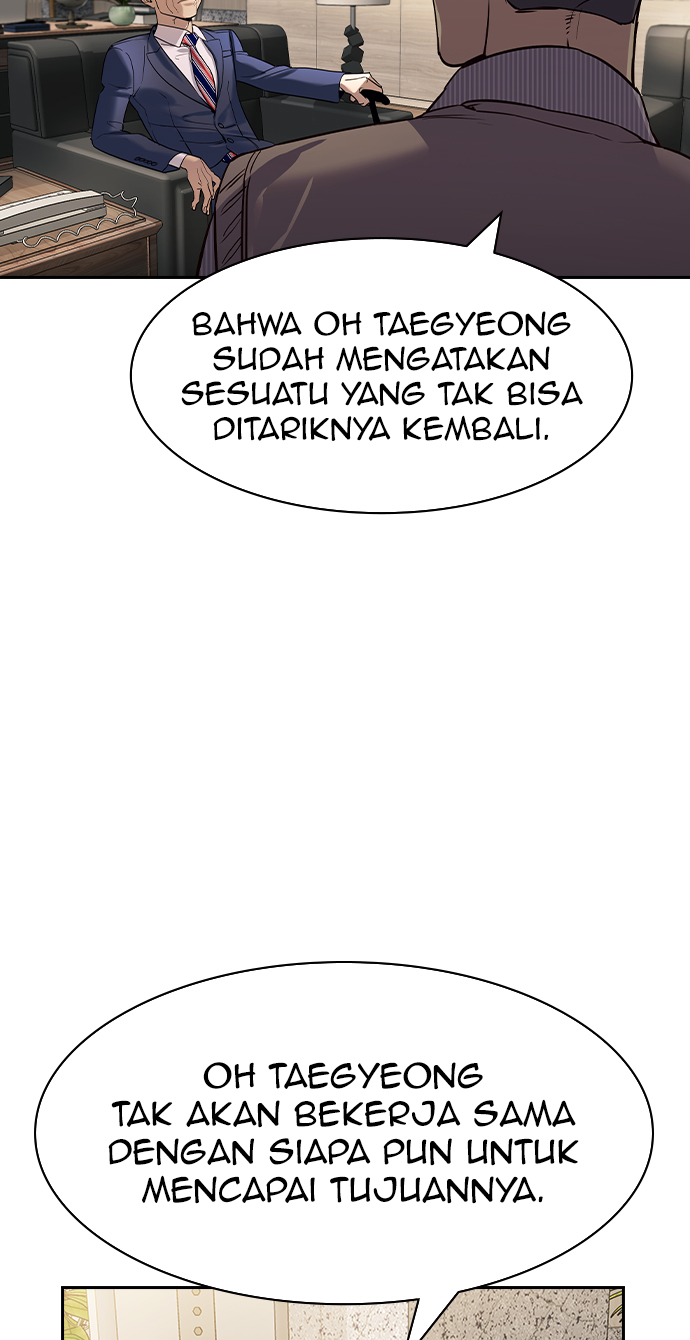 BAHWA OH TAEGYEONG
SUDAH MENGATAKAN
SESUATU YANG TAK BISA
DITARIKNYA KEMBALI.
OH TAEGYEONG
TAK AKAN BEKERJA SAMA
DENGAN SIAPA PUN UNTUK
MENCAPAI TUJUANNYA.